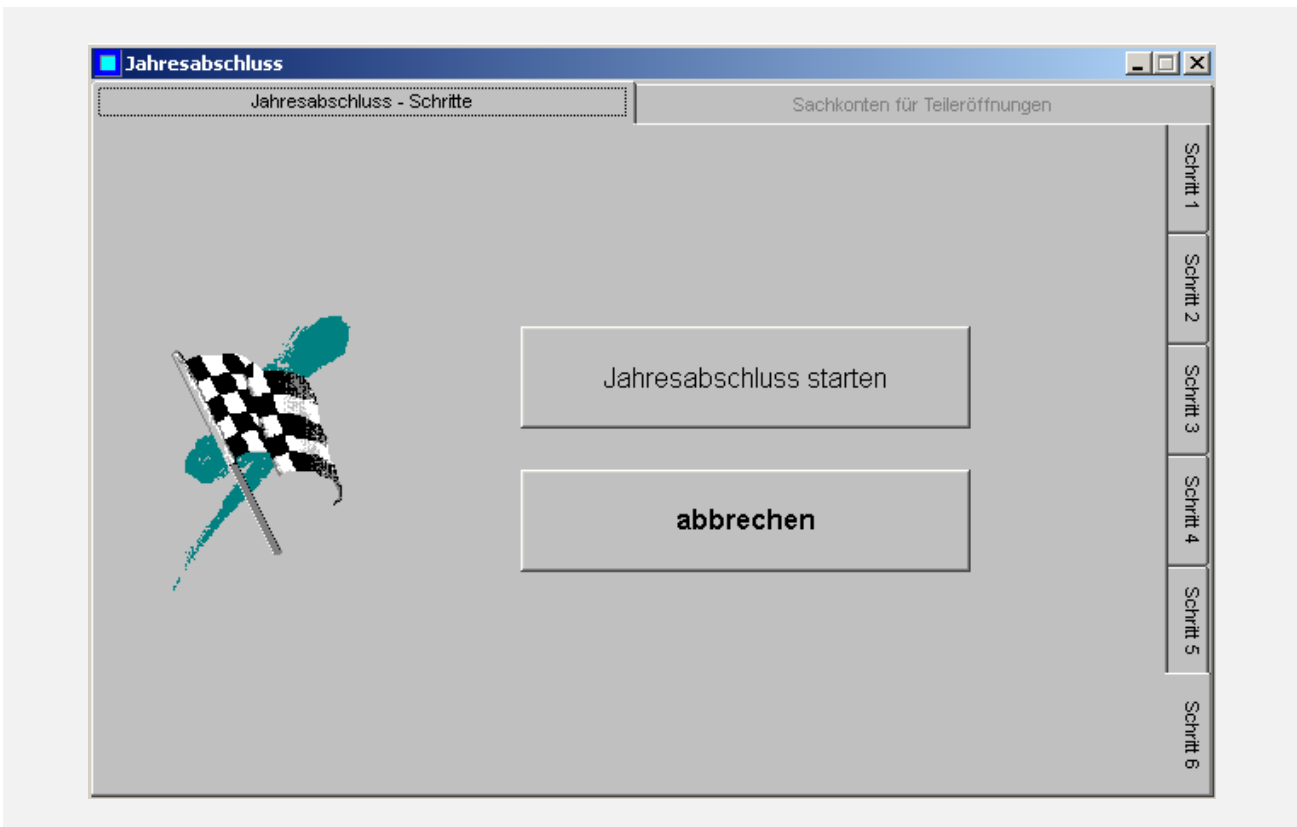 Jahresabschluss
Jahresabschluss - Schritte
Sachkonten für Teileröffnungen
Schritt 1
Schritt 2
Schritt 3
Schritt 4
Schritt 5
Schritt 6
Jahresabschluss starten
abbrechen